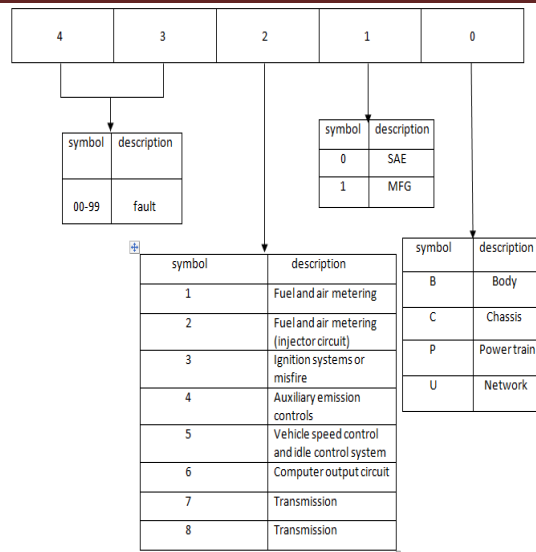 4 3 2 1 0
symbol description
00-99 fault
symbol description
0 SAE
1 MFG
symbol description
1 Fuel and air metering
2 Fuel and air metering
(injector circuit)
3 Ignition systems or
misfire
4 Auxiliary emission
controls
5 Vehicle speed control
and idle control system
6 Computer output circuit
7 Transmission
8 Transmission
symbol description
B Body
C Chassis
P Power train
U Network